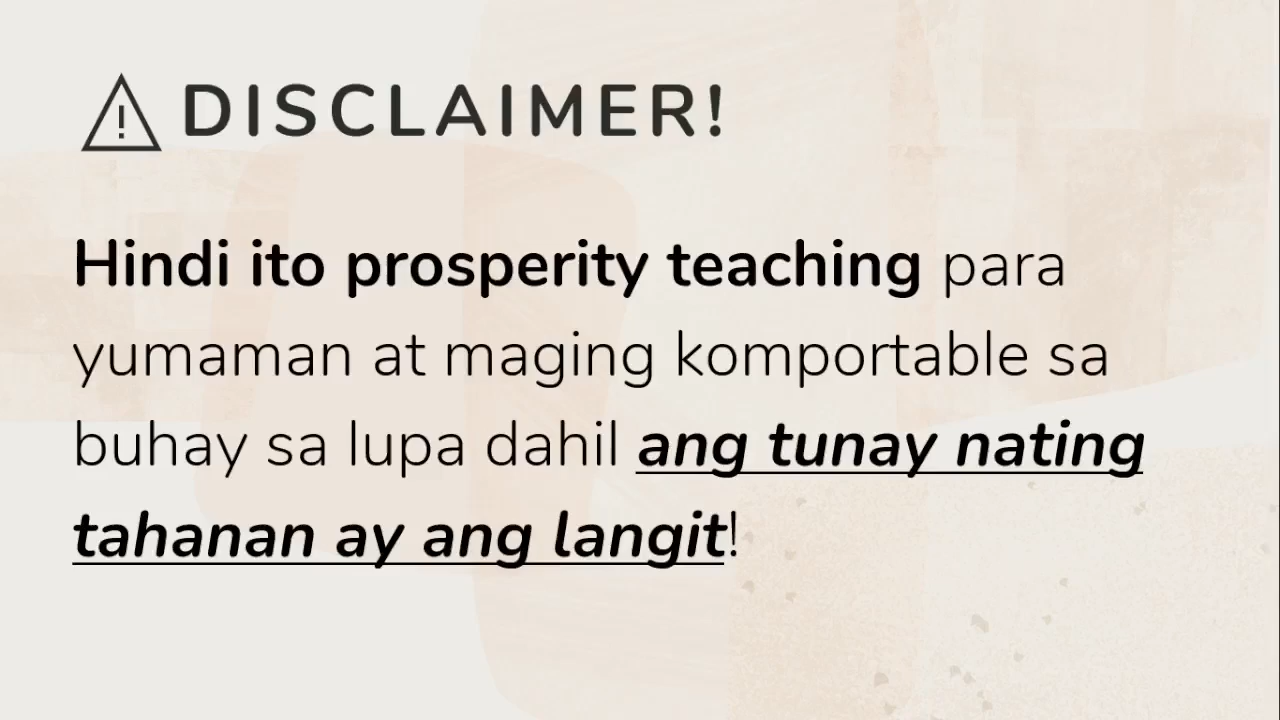 DISCLAIMER!
Hindi ito prosperity teaching para
yumaman at maging komportable sa
buhay sa lupa dahil ang tunay nating
tahanan ay ang langit!